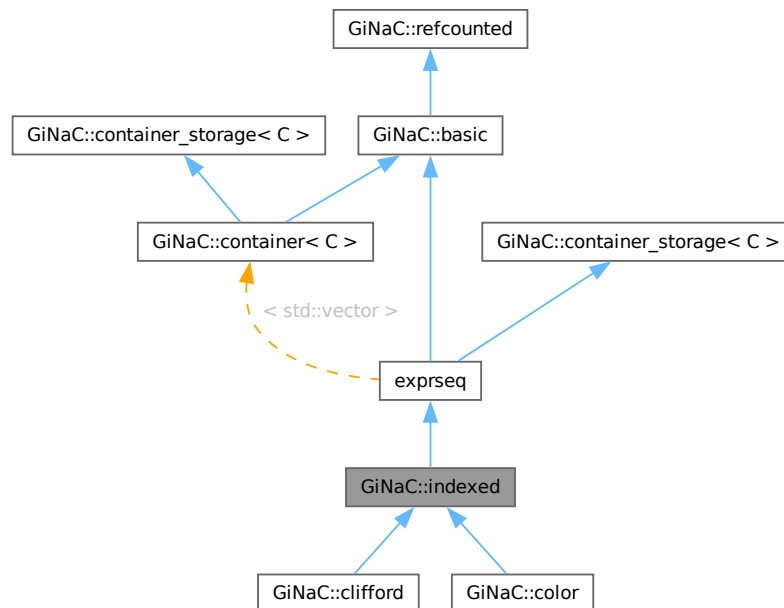 GiNaC::refcounted
GiNaC::container_storage< C >
GiNaC::basic
GiNaC::container< C >
GiNaC::container_storage< C >
< std::vector >
exprseq
GiNaC::indexed
GiNaC::clifford
GiNaC::color